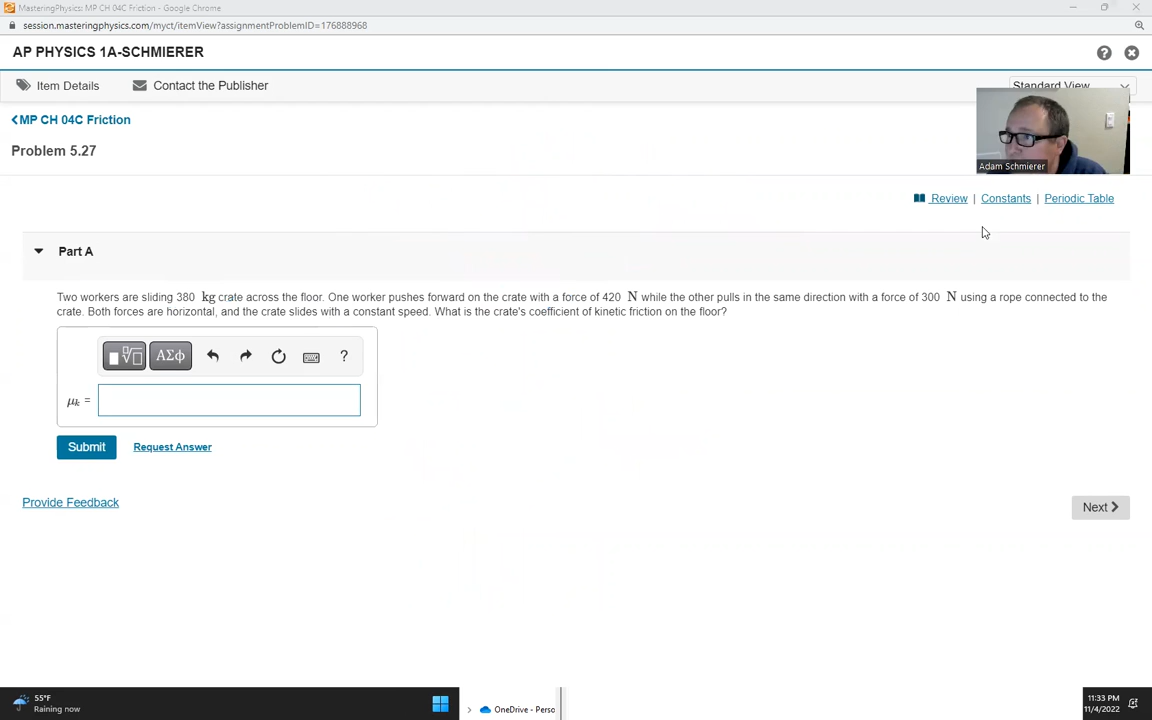 MasteringPhysics: MP CH 04C Friction - Google Chrome
session.masteringphysics.com/myct/itemView?assignmentProblemID=176888968
AP PHYSICS 1A-SCHMIERER
Item Details
Contact the Publisher
Standard View
MP CH 04C Friction
Problem 5.27
Adam Schmierer
Review | Constants | Periodic Table
Part A
Two workers are sliding 380 kg crate across the floor. One worker pushes forward on the crate with a force of 420 N while the other pulls in the same direction with a force of 300 N using a rope connected to the
crate. Both forces are horizontal, and the crate slides with a constant speed. What is the crate's coefficient of kinetic friction on the floor?
ΑΣϕ
?
μk =
Submit
Request Answer
Provide Feedback
Next
55°F
Raining now
OneDrive - Perso
11:33 PM
11/4/2022